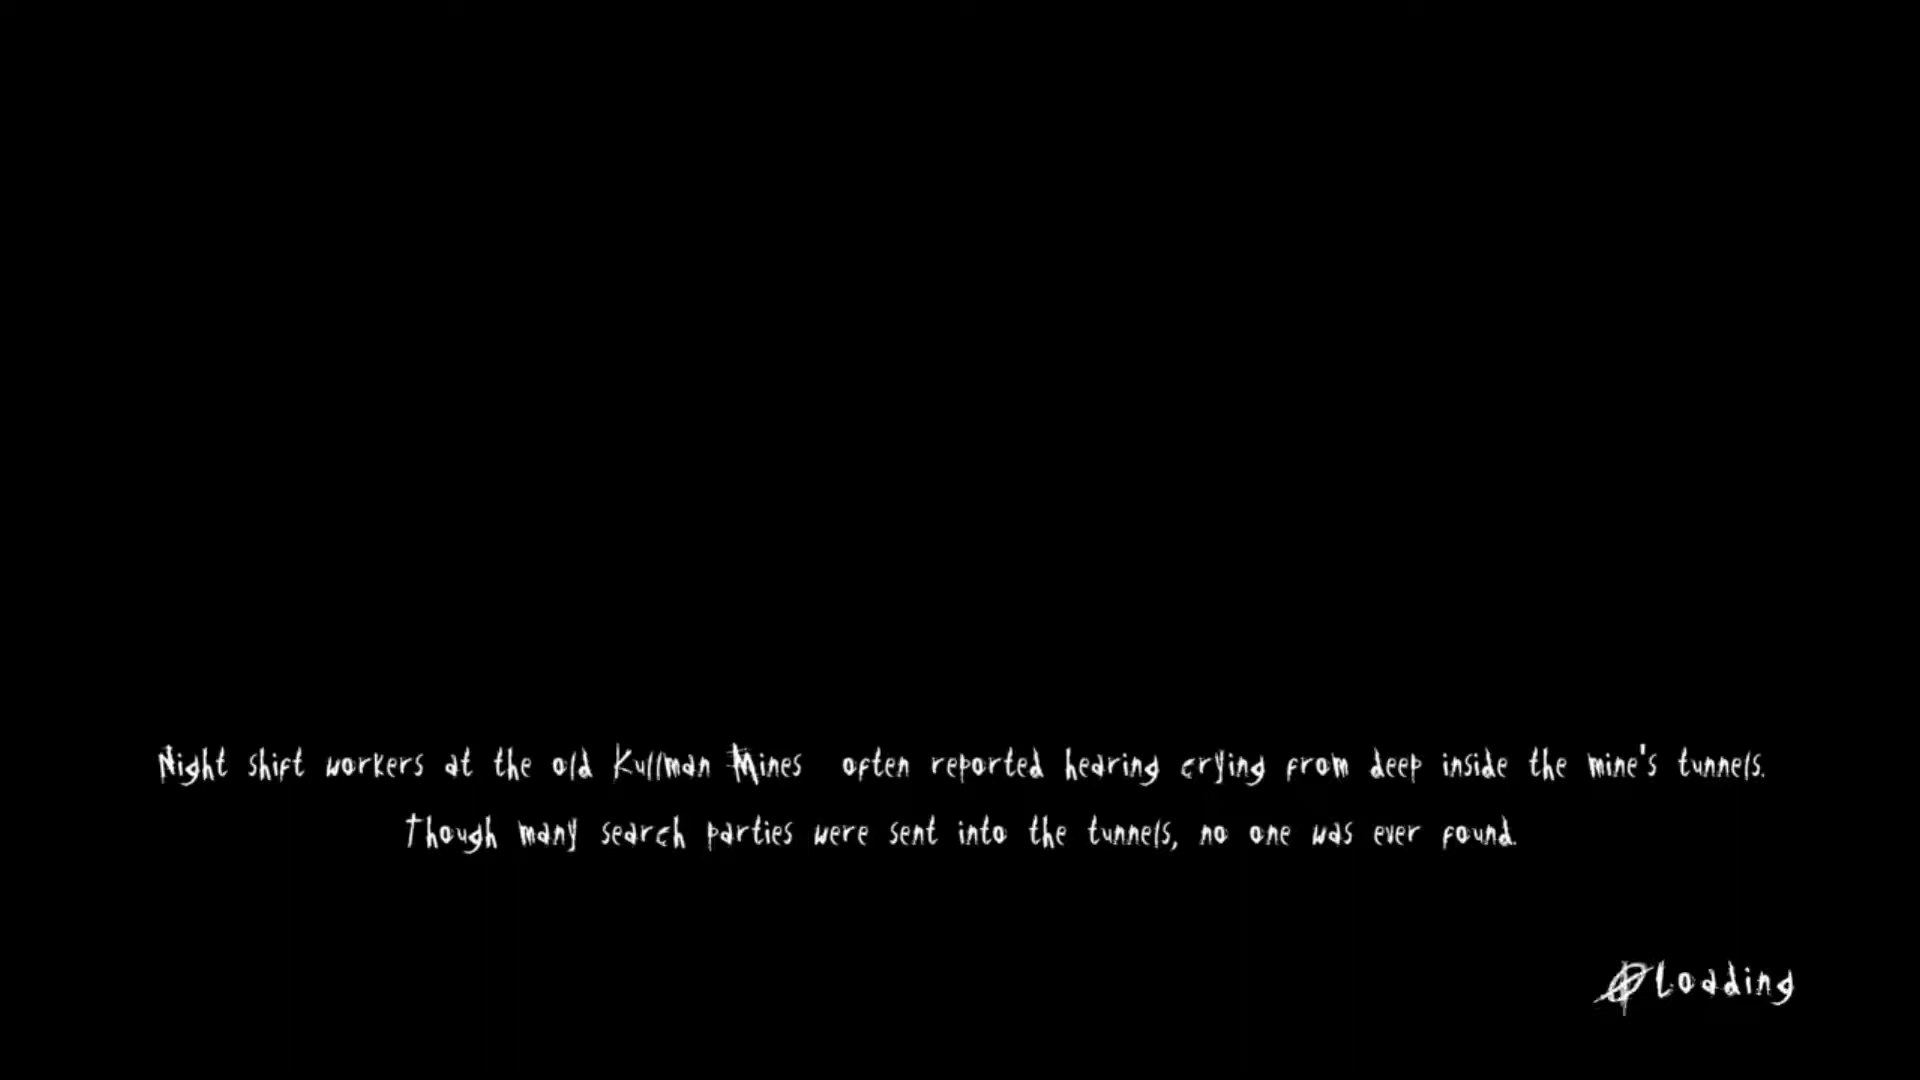 Night shift workers at the old Kullman Mines  often reported hearing crying from deep inside the mine's tunnels.
Though many search parties were sent into the tunnels, no one was ever found.
Loading